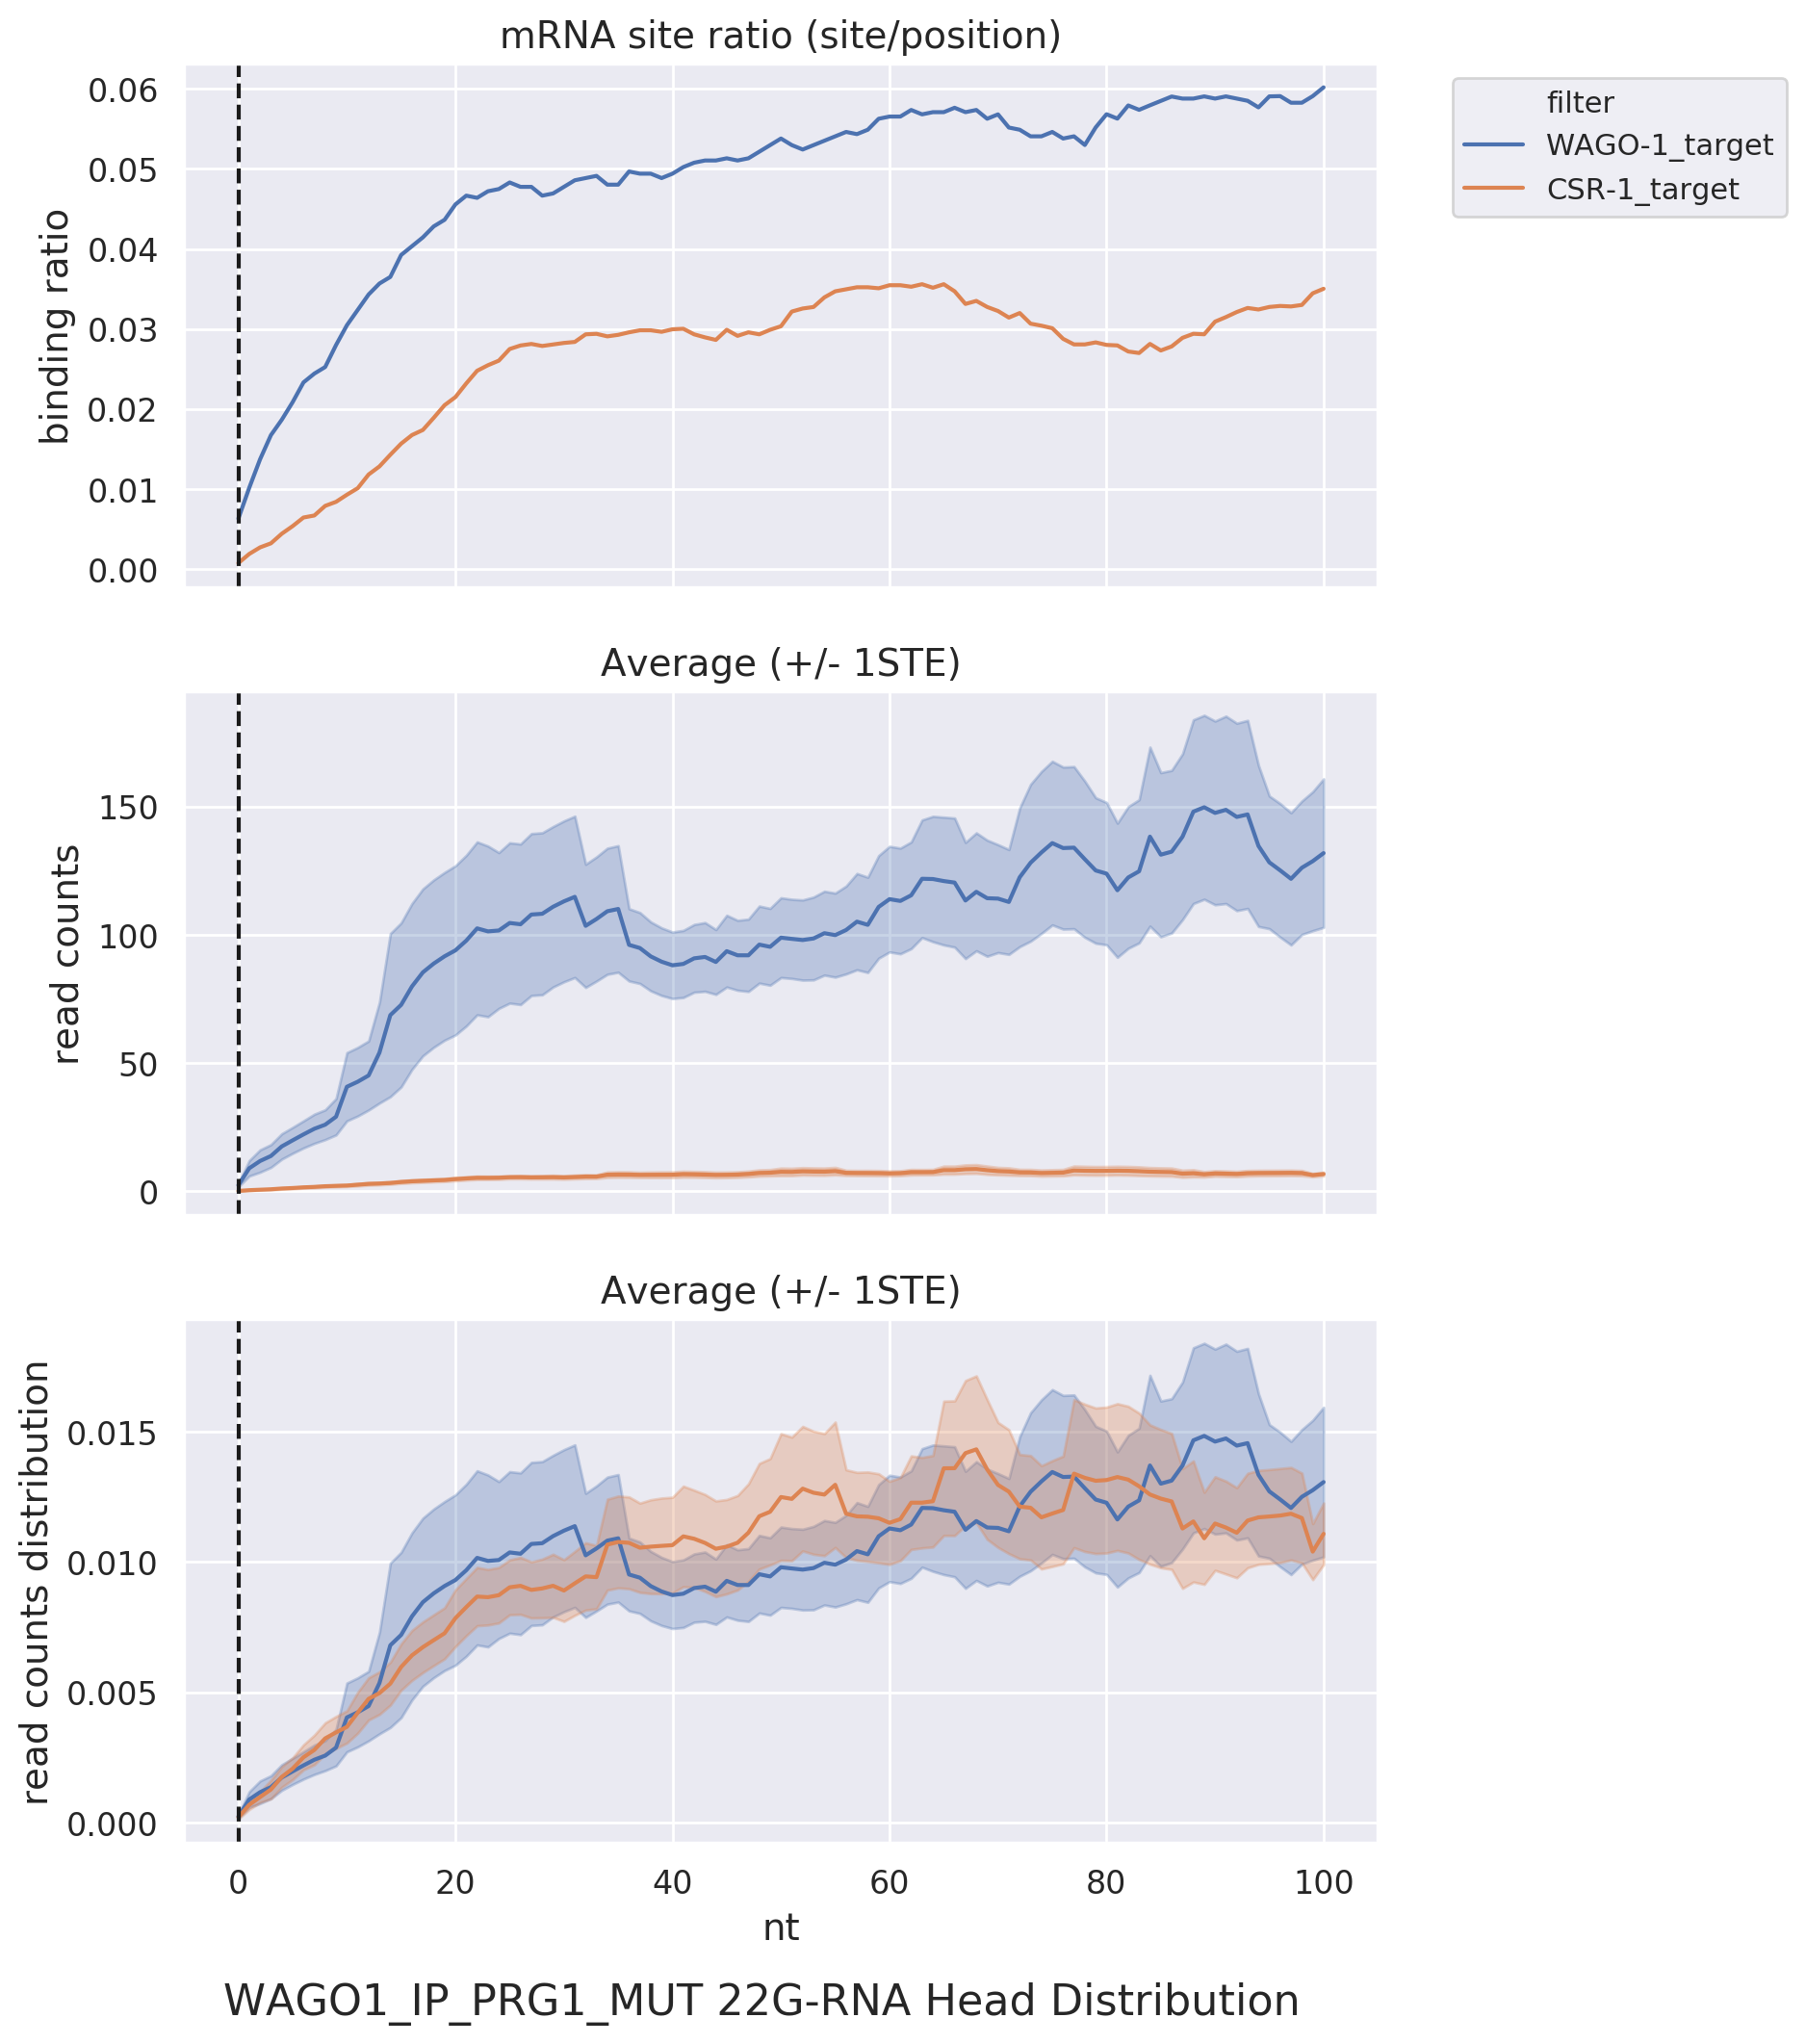 mRNA site ratio (site/position)
binding ratio
0.06
0.05
0.04
0.03
0.02
0.01
0.00
filter
WAGO-1_target
CSR-1_target
Average (+/- 1STE)
read counts
150
100
50
0
Average (+/- 1STE)
read counts distribution
0.015
0.010
0.005
0.000
0 20 40 60 80 100
nt
WAGO1_IP_PRG1_MUT 22G-RNA Head Distribution